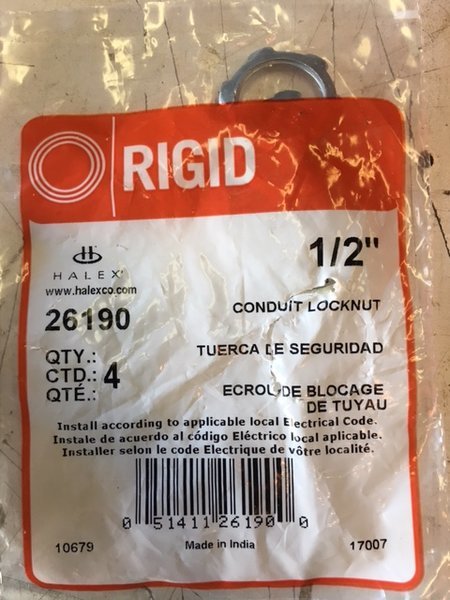 RIGID
H
HALEX
www.halexco.com
1/2"
26190
CONDUIT LOCKNUT
QTY.:
CTD.: 4
QTÉ.:
TUERCA DE SEGURIDAD
ECROU DE BLOCAGE
DE TUYAU
Install according to applicable local Electrical Code.
Instale de acuerdo al código Eléctrico local aplicable.
Installer selon le code Electrique de vôtre localité.
0 51411 26190 0
10679
Made in India
17007